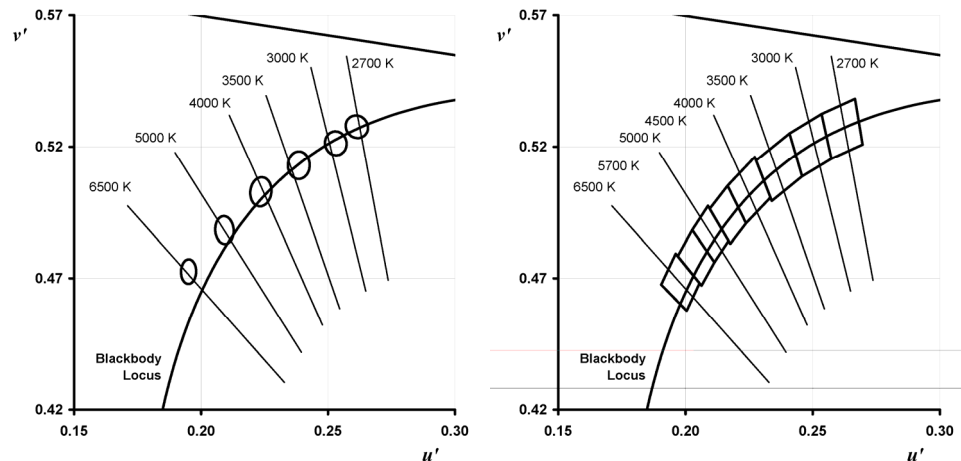 0.57
v'
3000 K
2700 K
3500 K
4000 K
0.52
5000 K
6500 K
0.47
Blackbody
Locus
0.42
0.15
0.20
0.25
0.30
u'
0.57
v'
3000 K
2700 K
3500 K
4000 K
4500 K
0.52
5000 K
5700 K
6500 K
0.47
Blackbody
Locus
0.42
0.15
0.20
0.25
0.30
u'